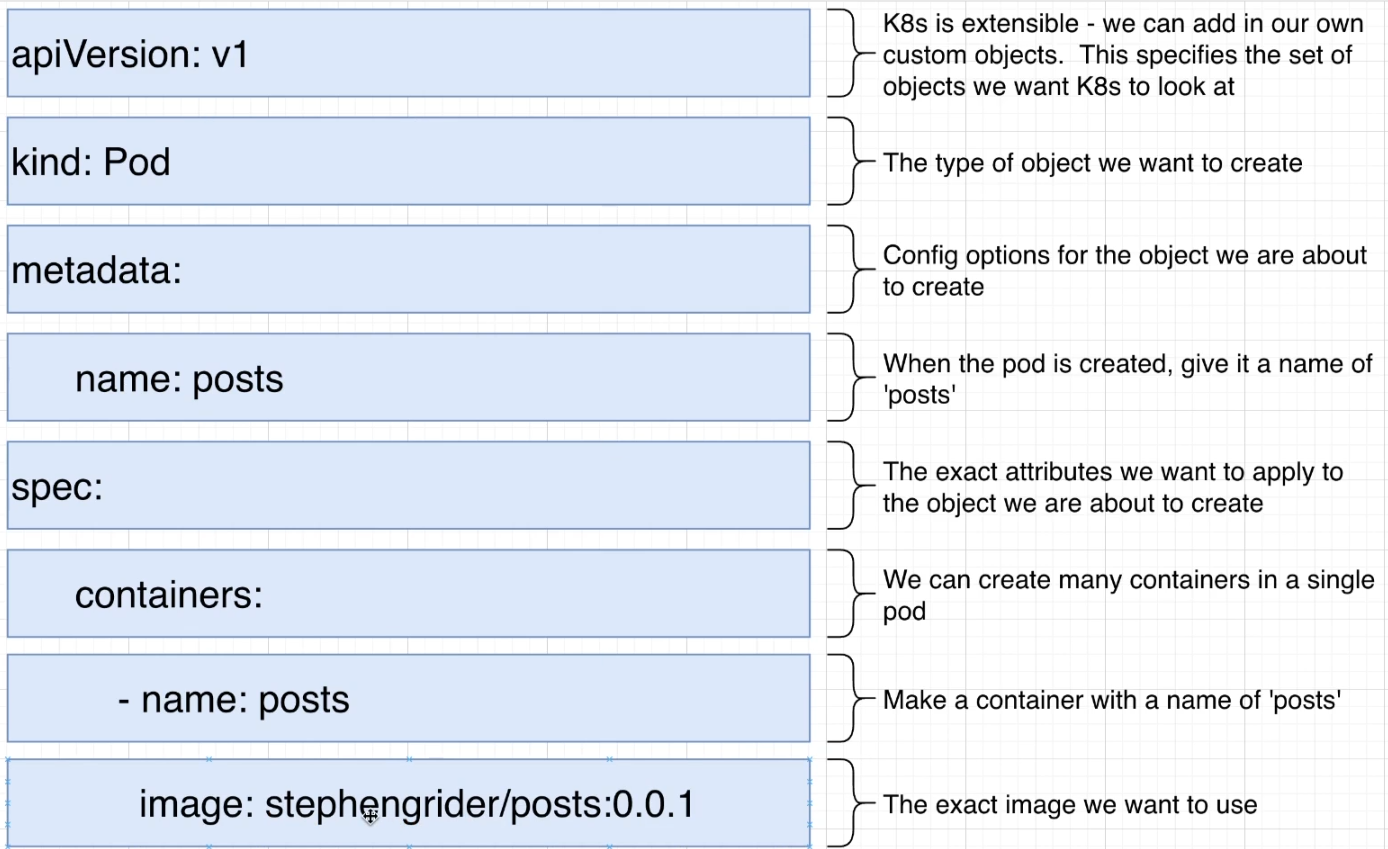 apiVersion: v1
K8s is extensible - we can add in our own
custom objects.  This specifies the set of
objects we want K8s to look at
kind: Pod
The type of object we want to create
metadata:
Config options for the object we are about
to create
name: posts
When the pod is created, give it a name of
'posts'
spec:
The exact attributes we want to apply to
the object we are about to create
containers:
We can create many containers in a single
pod
- name: posts
Make a container with a name of 'posts'
image: stephengrider/posts:0.0.1
The exact image we want to use